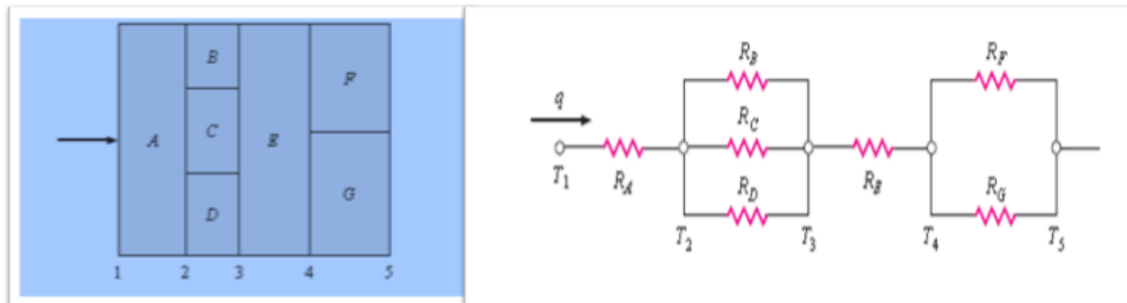 B
F
A
C
E
D
G
1 2 3 4 5
R_B
R_F
q
R_C
T_1
R_A
R_D
R_E
R_G
T_2
T_3
T_4
T_5